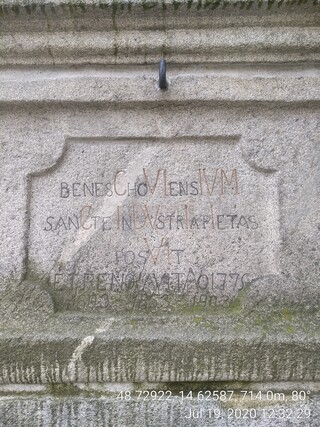 BENESCHOVIENSIVM
SANCTE INDVSTRIA PIETAS
POSVIT
ET RENOVAVIT AO 1776
1903
48.72922, 14.62587, 714.0m, 80°
Jul 19, 2020 12:32:29